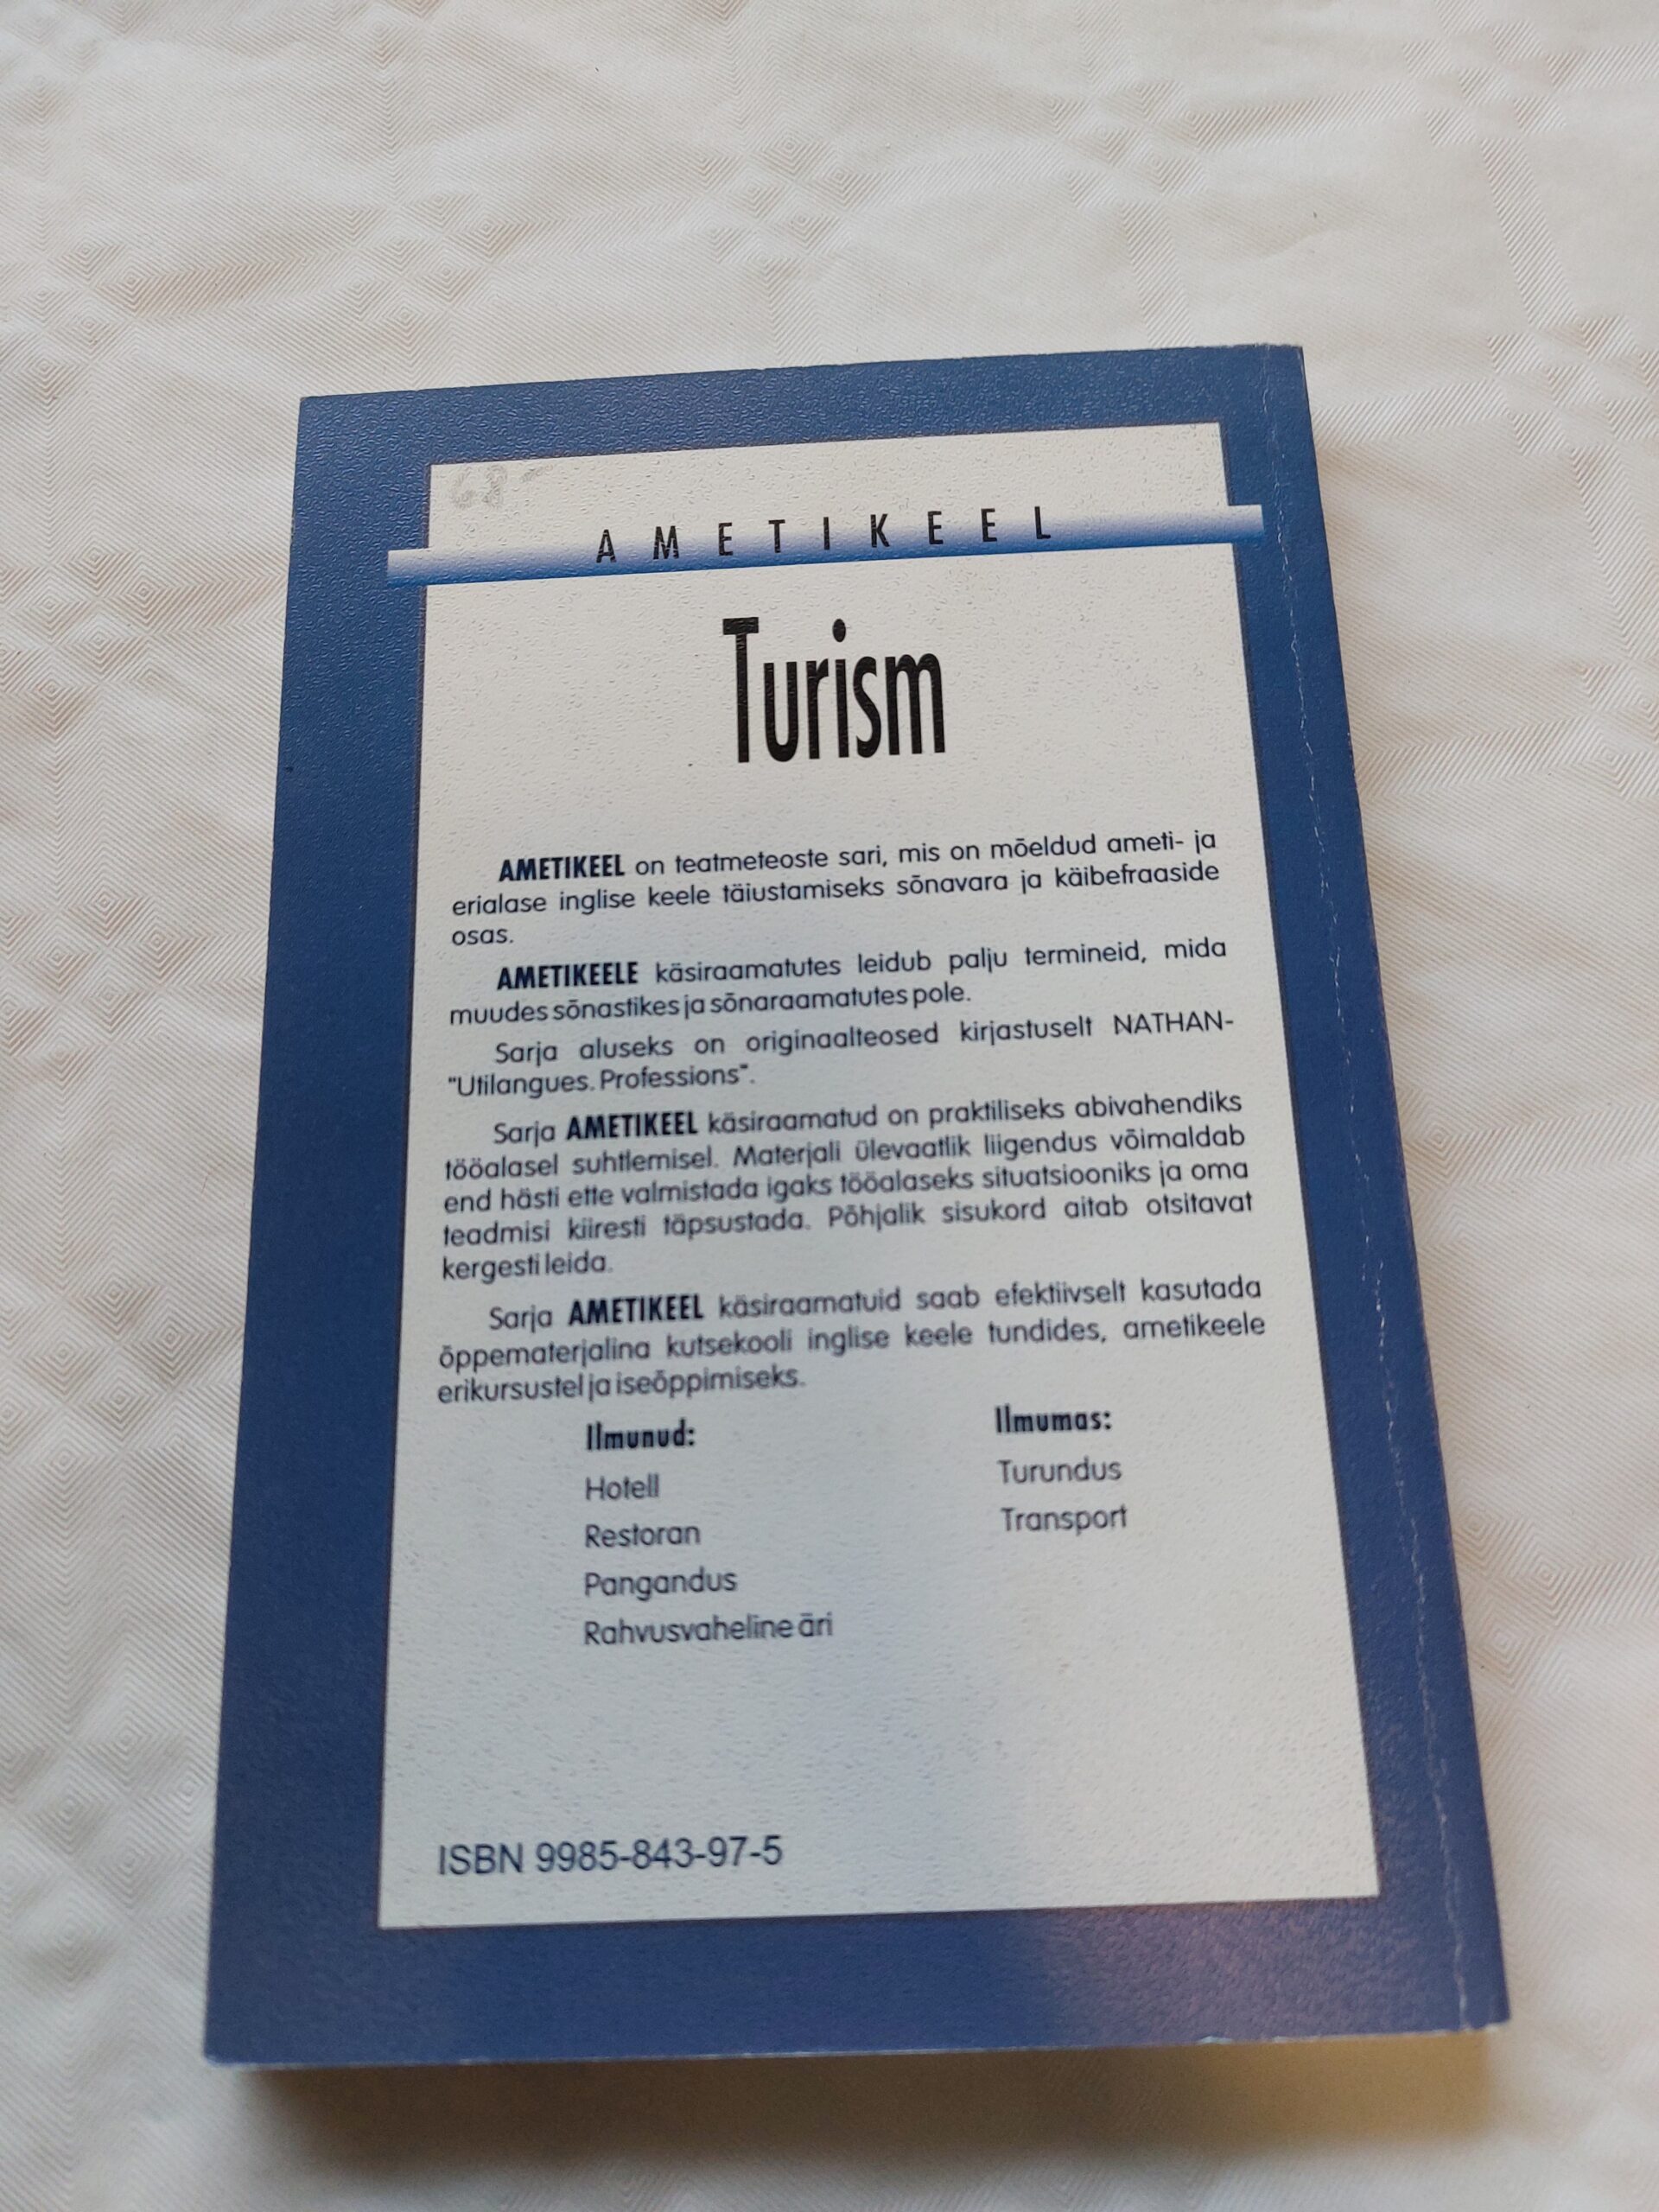 68-
AMETIKEEL
Turism
AMETIKEEL on teatmeteoste sari, mis on mõeldud ameti- ja
erialase inglise keele täiustamiseks sõnavara ja käibefraaside
osas.
AMETIKEELE käsiraamatutes leidub palju termineid, mida
muudes sõnastikes ja sõnaraamatutes pole.
Sarja aluseks on originaalteosed kirjastuselt NATHAN-
"Utilangues. Professions".
Sarja AMETIKEEL käsiraamatud on praktiliseks abivahendiks
tööalasel suhtlemisel. Materjali ülevaatlik liigendus võimaldab
end hästi ette valmistada igaks tööalaseks situatsiooniks ja oma
teadmisi kiiresti täpsustada. Põhjalik sisukord aitab otsitavat
kergesti leida.
Sarja AMETIKEEL käsiraamatuid saab efektiivselt kasutada
õppematerjalina kutsekooli inglise keele tundides, ametikeele
erikursustel ja iseõppimiseks.
Ilmunud:
Hotell
Restoran
Pangandus
Rahvusvaheline äri
Ilmumas:
Turundus
Transport
ISBN 9985-843-97-5